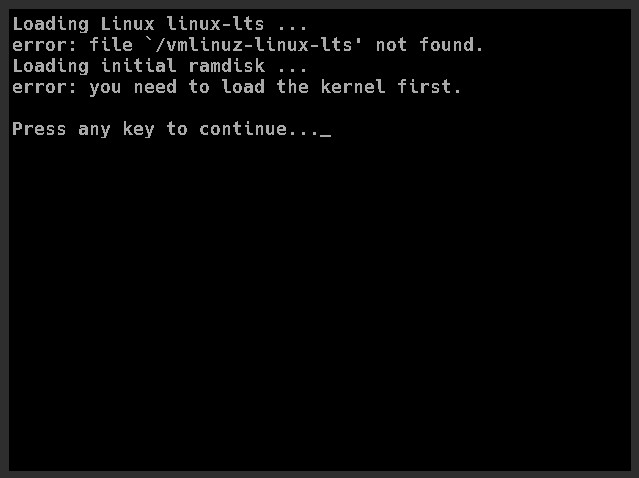 Loading Linux linux-lts ...
error: file `/vmlinuz-linux-lts' not found.
Loading initial ramdisk ...
error: you need to load the kernel first.
Press any key to continue..._